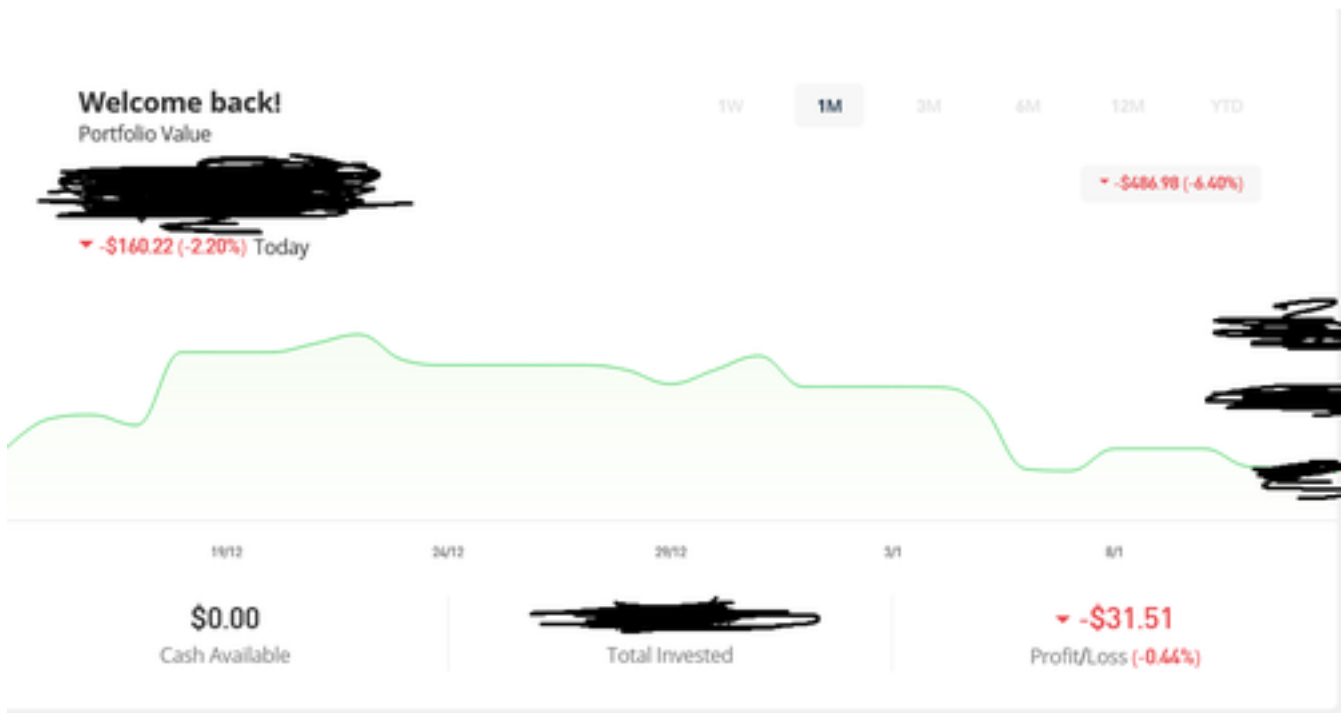 Welcome back!
Portfolio Value
1W 1M 3M 6M 12M YTD
-$486.98 (-6.40%)
-$160.22 (-2.20%) Today
19/12 24/12 29/12 3/1 8/1
$0.00
Cash Available
Total Invested
-$31.51
Profit/Loss (-0.44%)